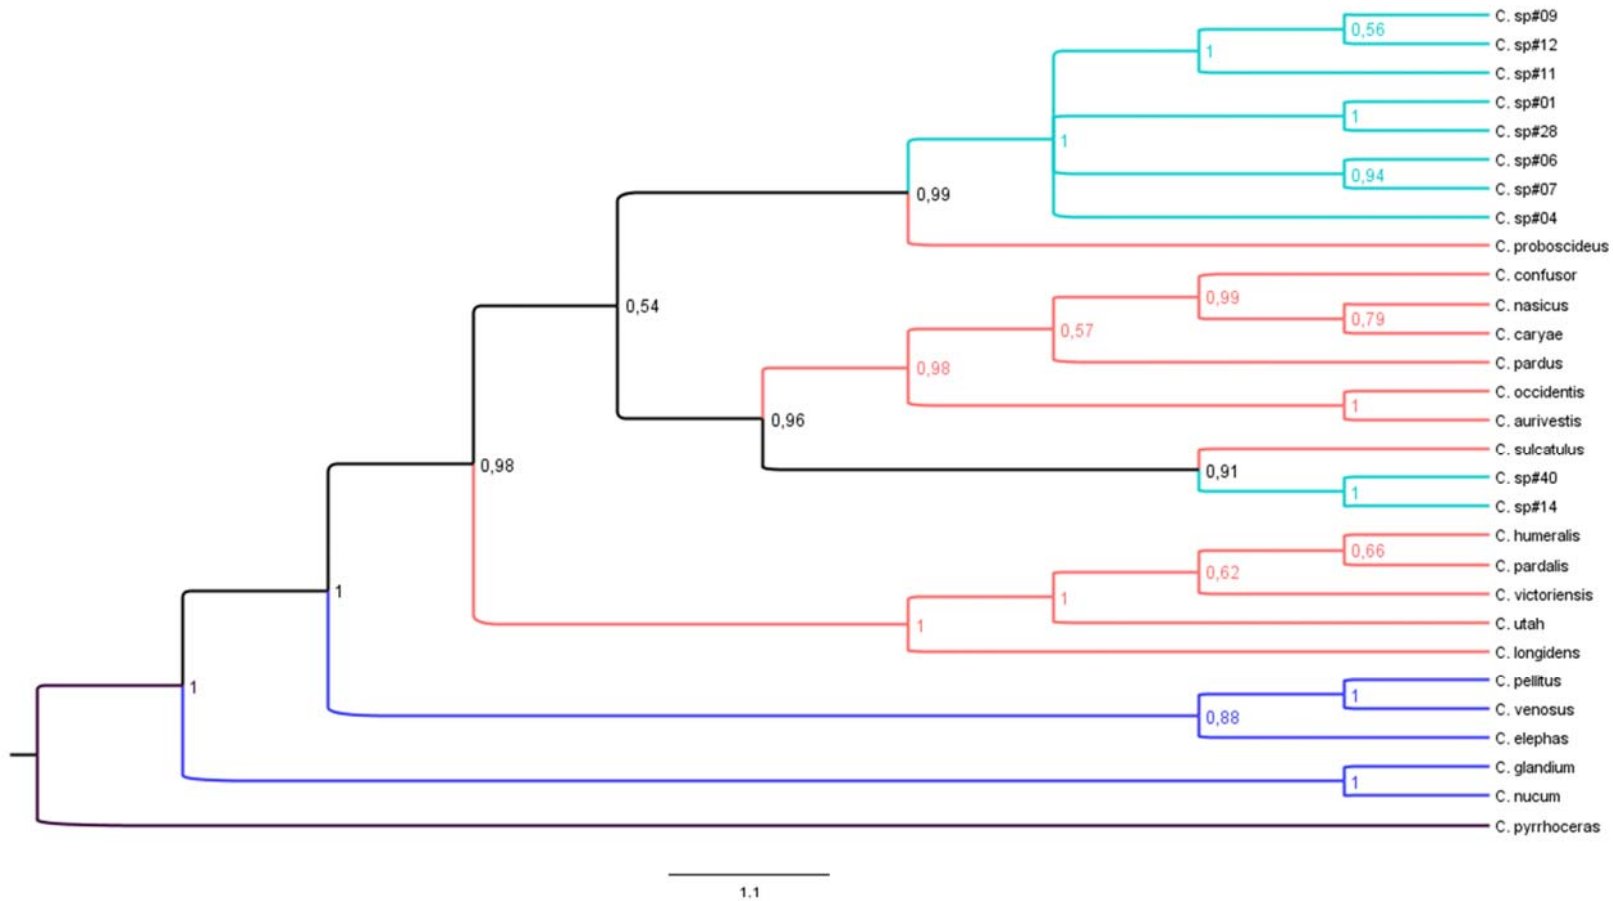 C. sp#09
0,56
C. sp#12
1
C. sp#11
C. sp#01
1
C. sp#28
1
C. sp#06
0,94
C. sp#07
0,99
C. sp#04
C. proboscideus
C. confusor
0,99
C. nasicus
0,54
0,79
0,57
C. caryae
C. pardus
0,98
C. occidentis
1
C. aurivestis
0,96
C. sulcatulus
0,98
0,91
C. sp#40
1
C. sp#14
C. humeralis
0,66
C. pardalis
0,62
1
C. victoriensis
1
C. utah
1
C. longidens
C. pellitus
1
1
C. venosus
0,88
C. elephas
C. glandium
1
C. nucum
C. pyrrhoceras
1.1